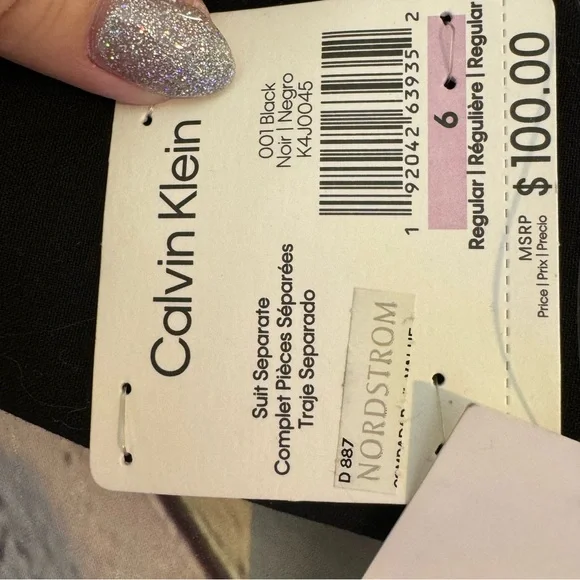 Calvin Klein
001 Black
Noir | Negro
K4J0045
Suit Separate
Complet Pièces Séparées
Traje Separado
1 92042 63935 2
6
Regular | Régulière | Regular
D 887
NORDSTROM
MSRP $100.00
Price | Prix | Precio